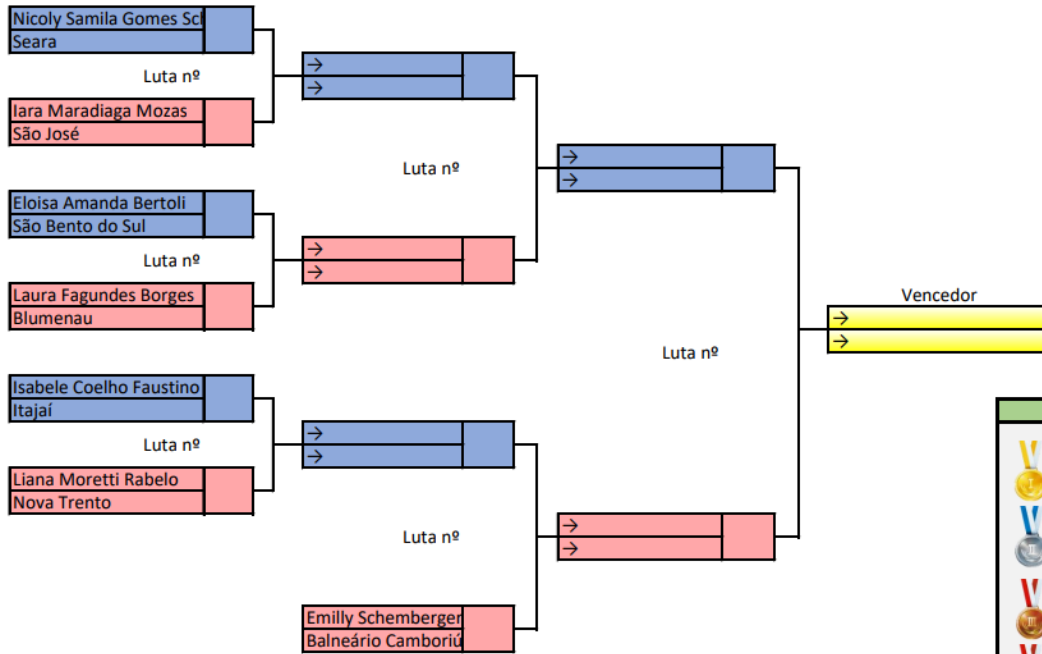 Nicoly Samila Gomes
Seara
Luta nº
Iara Maradiaga Mozas
São José
→
→
Luta nº
Eloisa Amanda Bertoli
São Bento do Sul
Luta nº
Laura Fagundes Borges
Blumenau
→
→
→
→
Luta nº
Vencedor
→
→
Isabele Coelho Faustino
Itajaí
Luta nº
Liana Moretti Rabelo
Nova Trento
→
→
Luta nº
Emilly Schemberger
Balneário Camboriú
→
→